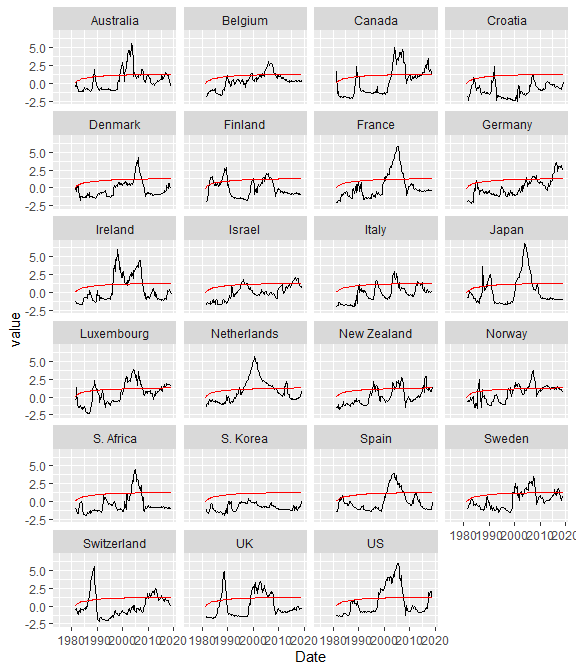 Australia Belgium Canada Croatia
5.0
2.5
0.0
-2.5
Denmark Finland France Germany
5.0
2.5
0.0
-2.5
Ireland Israel Italy Japan
5.0
2.5
0.0
-2.5
value
Luxembourg Netherlands New Zealand Norway
5.0
2.5
0.0
-2.5
S. Africa S. Korea Spain Sweden
5.0
2.5
0.0
-2.5
1980 1990 2000 2010 2020
Switzerland UK US
5.0
2.5
0.0
-2.5
1980 1990 2000 2010 2020 1980 1990 2000 2010 2020 1980 1990 2000 2010 2020
Date